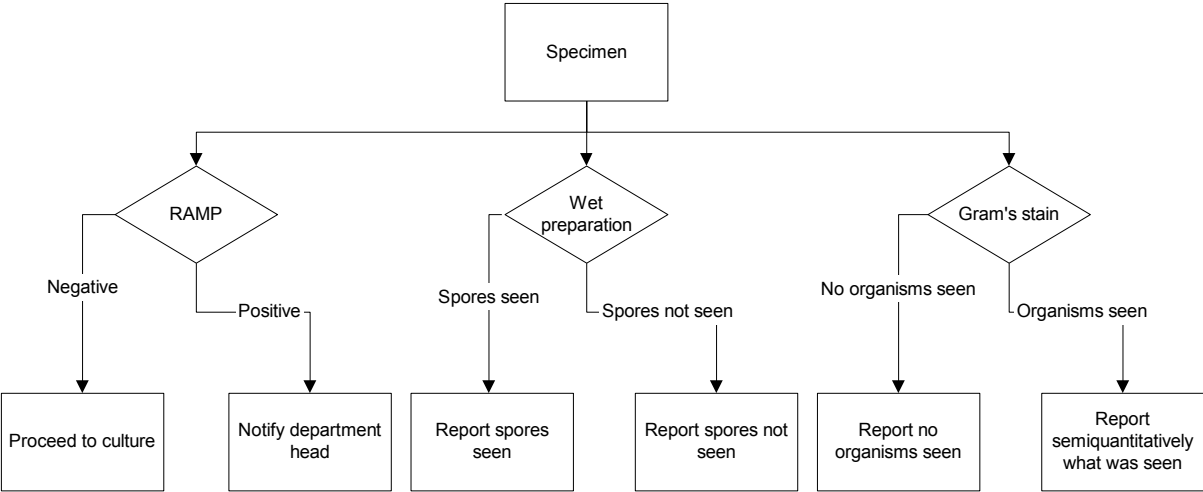 Specimen
RAMP
Wet
preparation
Gram's stain
Negative
Positive
Spores seen
Spores not seen
No organisms seen
Organisms seen
Proceed to culture
Notify department
head
Report spores
seen
Report spores not
seen
Report no
organisms seen
Report
semiquantitatively
what was seen